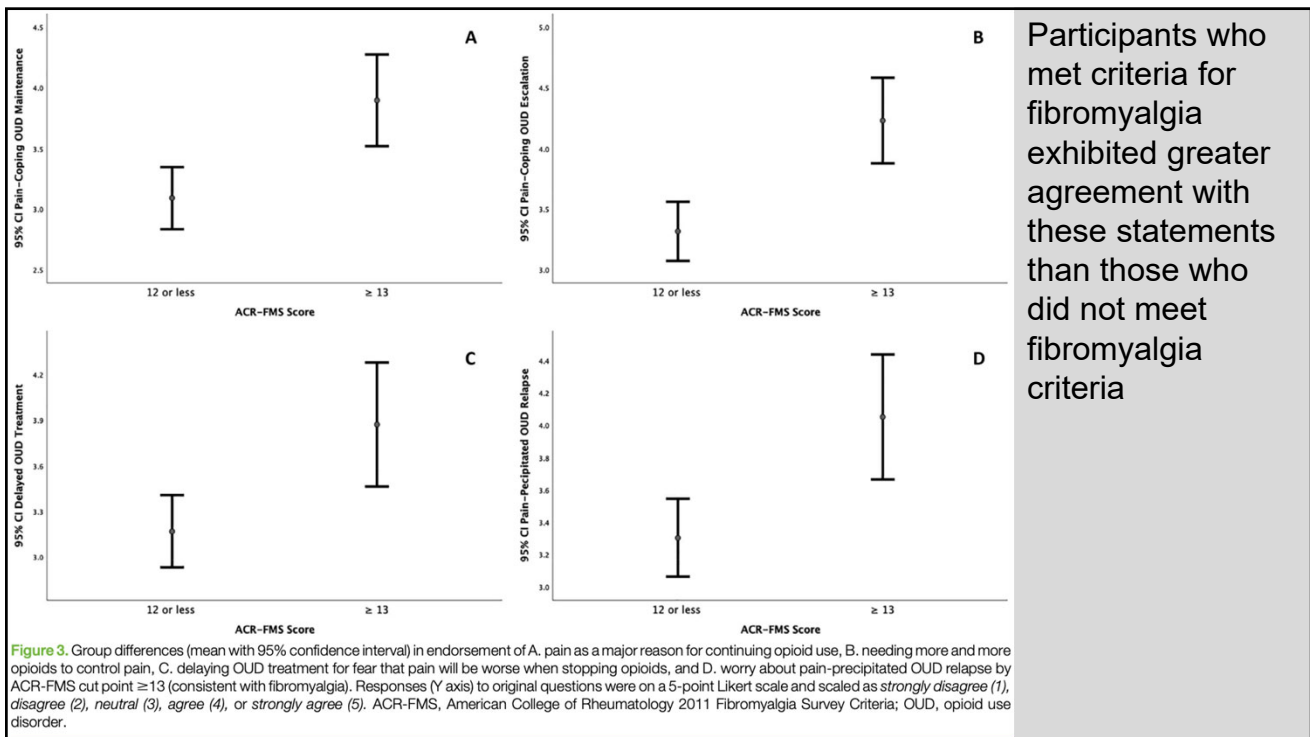 4.5
A
4.0
3.5
3.0
2.5
95% CI Pain-Coping OUD Maintenance
12 or less
≥ 13
ACR-FMS Score
5.0
B
4.5
4.0
3.5
3.0
95% CI Pain-Coping OUD Escalation
12 or less
≥ 13
ACR-FMS Score
C
4.2
3.9
3.6
3.3
3.0
95% CI Delayed OUD Treatment
12 or less
≥ 13
ACR-FMS Score
D
4.4
4.2
4.0
3.8
3.6
3.4
3.2
3.0
95% CI Pain-Pecipitated OUD Relapse
12 or less
≥ 13
ACR-FMS Score
Figure 3. Group differences (mean with 95% confidence interval) in endorsement of A. pain as a major reason for continuing opioid use, B. needing more and more
opioids to control pain, C. delaying OUD treatment for fear that pain will be worse when stopping opioids, and D. worry about pain-precipitated OUD relapse by
ACR-FMS cut point ≥13 (consistent with fibromyalgia). Responses (Y axis) to original questions were on a 5-point Likert scale and scaled as strongly disagree (1),
disagree (2), neutral (3), agree (4), or strongly agree (5). ACR-FMS, American College of Rheumatology 2011 Fibromyalgia Survey Criteria; OUD, opioid use
disorder.
Participants who
met criteria for
fibromyalgia
exhibited greater
agreement with
these statements
than those who
did not meet
fibromyalgia
criteria